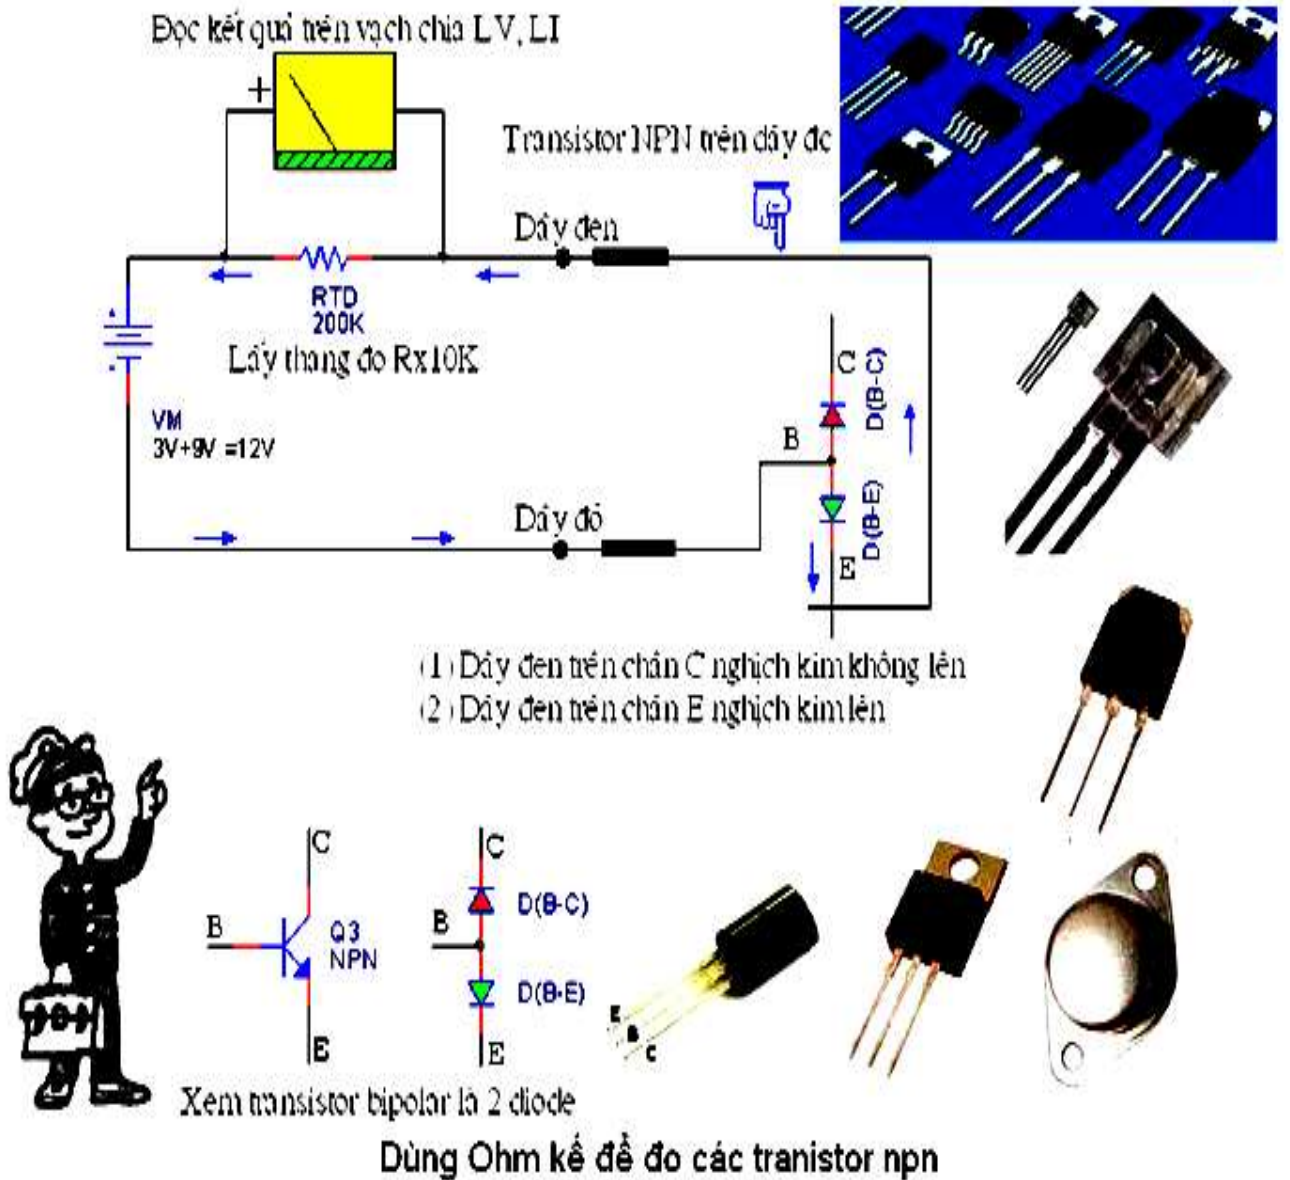 Đọc kết quả trên vạch chia LV, LI
+
Transistor NPN trên dây đc
Dây đen
RTD
200K
Lấy thang đo Rx10K
VM
3V+9V =12V
C
D(B-C)
B
D(B-E)
E
Dây đỏ
(1) Dây đen trên chân C nghịch kim không lên
(2) Dây đen trên chân E nghịch kim lên
C
B
Q3
NPN
E
C
D(B-C)
B
D(B-E)
E
E
B
C
Xem transistor bipolar là 2 diode
Dùng Ohm kế để đo các tranistor npn